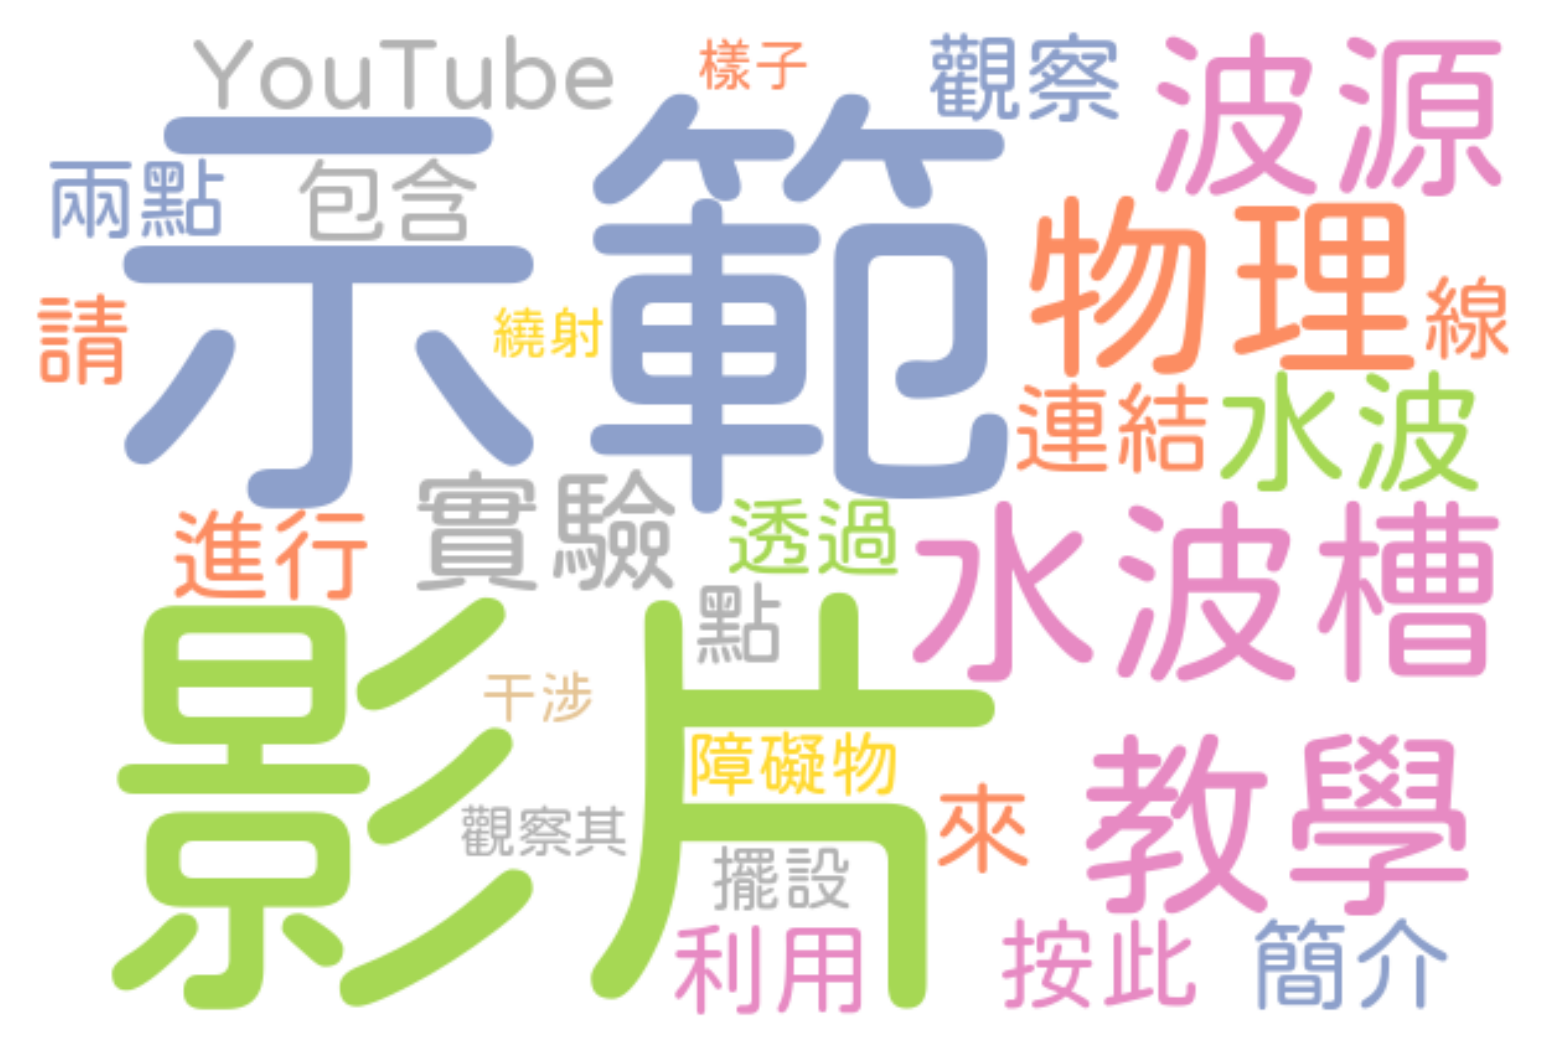 YouTube
樣子
觀察
波源
示範
兩點
包含
物理
請
繞射
線
連結
水波
實驗
透過
水波槽
進行
點
影片
干涉
障礙物
教學
觀察其
來
擺設
利用
按此
簡介